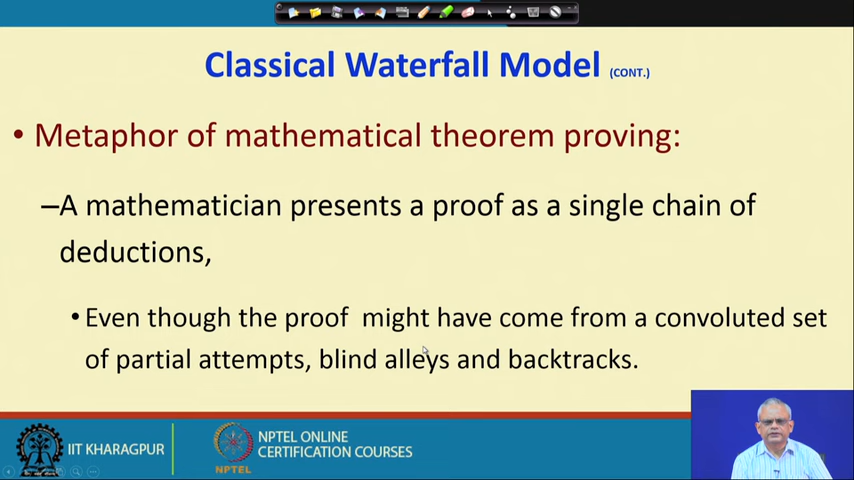 Classical Waterfall Model (CONT.)
• Metaphor of mathematical theorem proving:
–A mathematician presents a proof as a single chain of
deductions,
• Even though the proof might have come from a convoluted set
of partial attempts, blind alleys and backtracks.
IIT KHARAGPUR
NPTEL ONLINE
CERTIFICATION COURSES
NPTEL